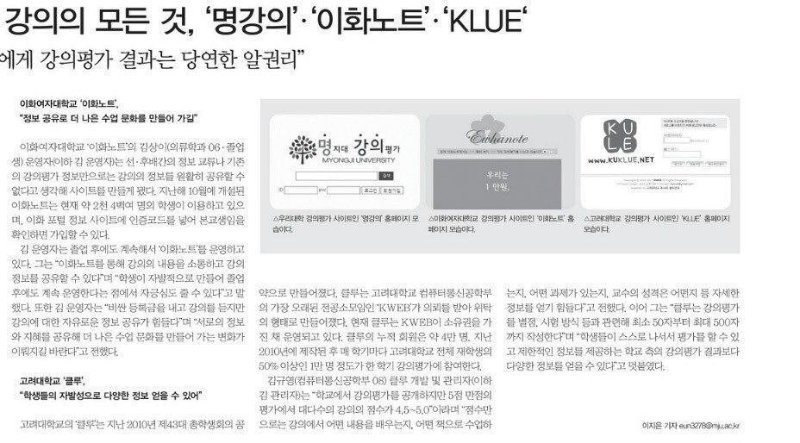 강의의 모든 것, ‘명강의’·‘이화노트’·‘KLUE‘
에게 강의평가 결과는 당연한 알권리”
이화여자대학교 ‘이화노트’,
“정보 공유로 더 나은 수업 문화를 만들어 가길”
이화여자대학교 ‘이화노트’의 김상이(의류학과 06·졸업
생) 운영자(이하 김 운영자)는 선·후배간의 정보 교류나 기존
의 강의평가 정보만으로는 강의의 정보를 원활히 공유할 수
없다고 생각해 사이트를 만들게 됐다. 지난해 10월에 개설된
이화노트는 현재 약 2천 4백여 명의 학생이 이용하고 있으
며, 이화 포털 정보 사이트에 인증코드를 넣어 본교생임을
확인하면 가입할 수 있다.
김 운영자는 졸업 후에도 계속해서 ‘이화노트’를 운영하고
있다. 그는 “이화노트를 통해 강의의 내용을 소통하고 강의
정보를 공유할 수 있다”며 “학생이 자발적으로 만들어 졸업
후에도 계속 운영한다는 점에서 자긍심도 줄 수 있다”고 말
했다. 또한 김 운영자는 “비싼 등록금을 내고 강의를 듣지만
강의에 대한 자유로운 정보 공유가 힘들다”며 “서로의 정보
와 지혜를 공유해 더 나은 수업 문화를 만들어 가는 변화가
이뤄지길 바란다”고 전했다.
고려대학교 ‘클루’,
“학생들의 자발성으로 다양한 정보 얻을 수 있어”
고려대학교의 ‘클루’는 지난 2010년 제43대 총학생회의 공
명지대 강의평가
MYONGJI UNIVERSITY
ID
pw
Ewhanote
우리는
1 만원,
KU
LE
WWW.KUKLUE.NET
△우리대학 강의평가 사이트인 ‘명강의’ 홈페이지 모
습이다.
△이화여자대학교 강의평가 사이트인 ‘이화노트’ 홈
페이지 모습이다.
△고려대학교 강의평가 사이트인 ‘KLUE’ 홈페이지
모습이다.
약으로 만들어졌다. 클루는 고려대학교 컴퓨터통신공학부
의 가장 오래된 전공소모임인 ‘KWEB’가 의뢰를 받아 위탁
의 형태로 만들어졌다. 현재 클루는 KWEB이 소유권을 가
진 채 운영되고 있다. 클루의 누적 회원은 약 4만 명, 지난
2010년에 제작된 후 매 학기마다 고려대학교 전체 재학생의
50% 이상인 1만 명 정도가 한 학기 강의평가에 참여한다.
김규영(컴퓨터통신공학부 08) 클루 개발 및 관리자(이하
김 관리자)는 “학교에서 강의평가를 공개하지만 5점 만점의
평가에서 대다수의 강의의 점수가 4.5~5.0”이라며 “점수만
으로는 강의에서 어떤 내용을 배우는지, 어떤 책으로 수업하
는지, 어떤 과제가 있는지, 교수의 성격은 어떤지 등 자세한
정보를 얻기 힘들다”고 전했다. 이어 그는 “클루는 강의평가
를 별점, 시험 방식 등과 관련해 최소 50자부터 최대 500자
까지 작성한다”며 “학생들이 스스로 나서서 평가를 할 수 있
고 제한적인 정보를 제공하는 학교 측의 강의평가 결과보다
다양한 정보를 얻을 수 있다”고 덧붙였다.
이지은 기자 eun3278@mju.ac.kr